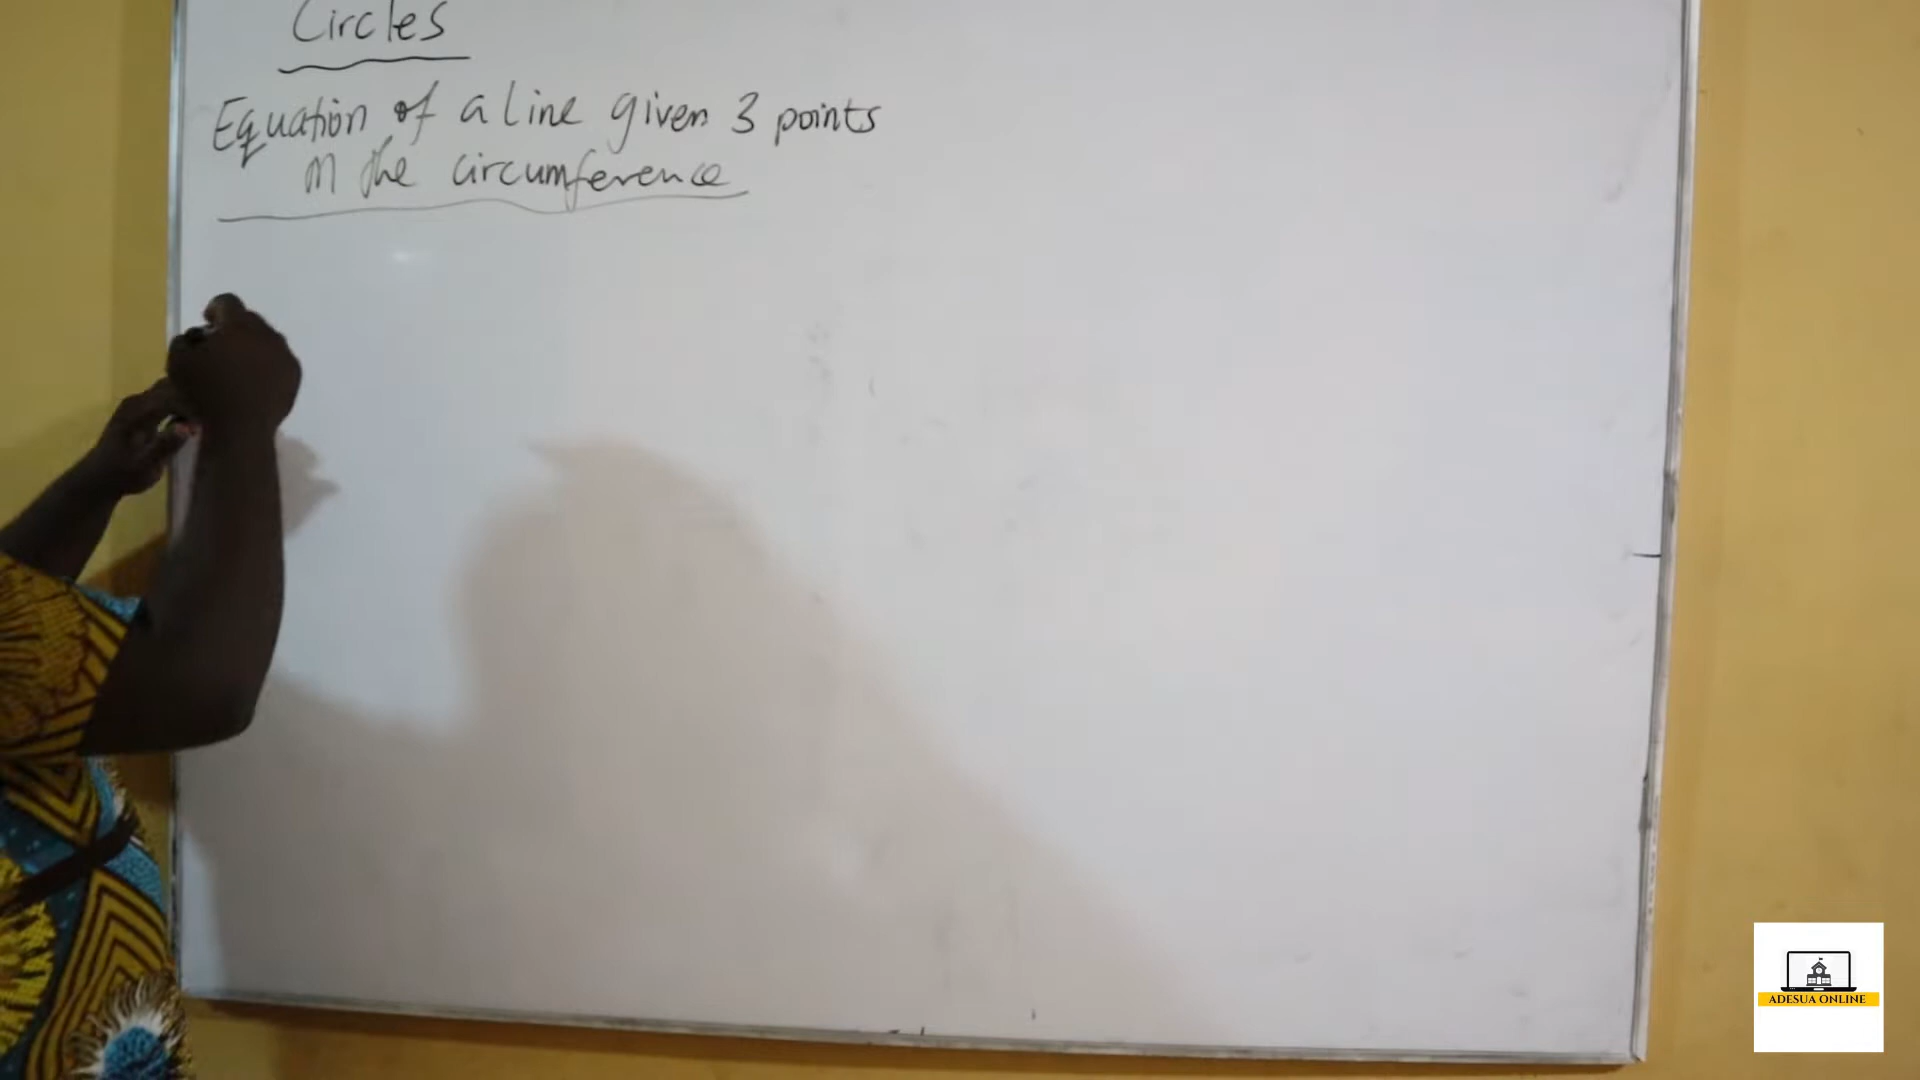 Circles
Equation of a line given 3 points
on the circumference
ADESUA ONLINE